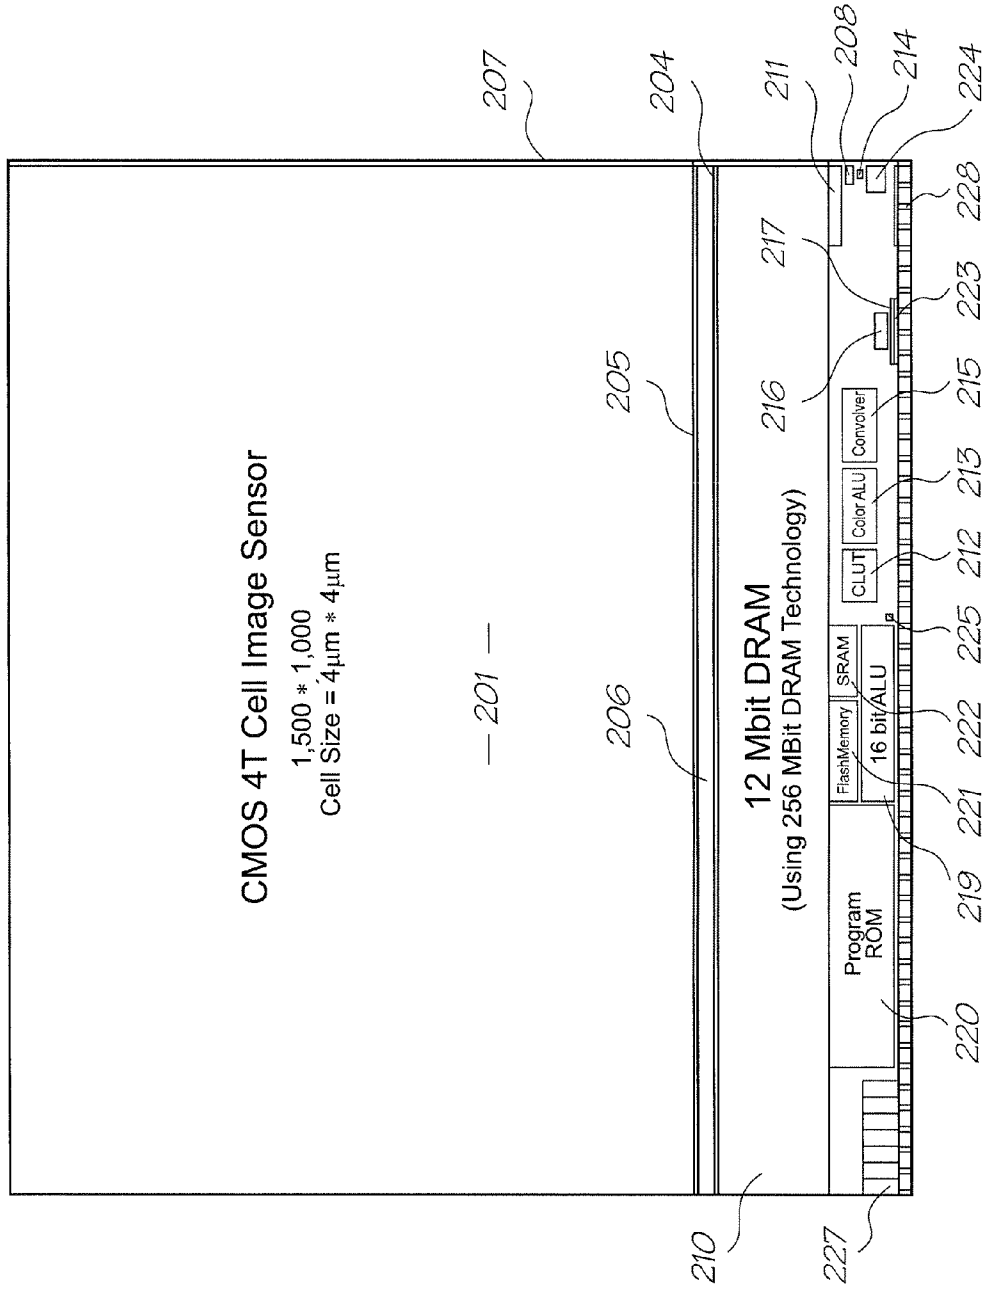 CMOS 4T Cell Image Sensor
1,500 * 1,000
Cell Size = 4μm * 4μm
— 201 —
207
205
206
204
12 Mbit DRAM
(Using 256 MBit DRAM Technology)
210
211
208
214
224
228
217
216
223
Convolver
215
Color ALU
213
CLUT
212
225
SRAM
222
FlashMemory
221
16 bit ALU
219
Program
ROM
220
227